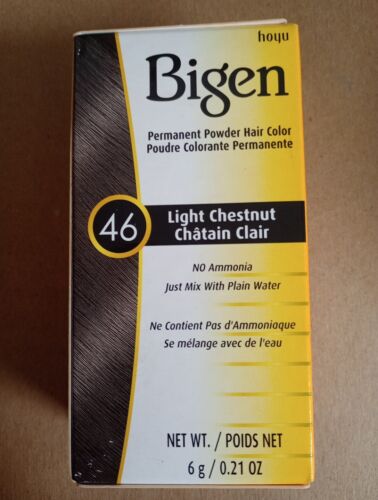 hoyu
Bigen
Permanent Powder Hair Color
Poudre Colorante Permanente
46
Light Chestnut
Châtain Clair
NO Ammonia
Just Mix With Plain Water
Ne Contient Pas d'Ammoniaque
Se mélange avec de l'eau
NET WT. / POIDS NET
6 g / 0.21 OZ